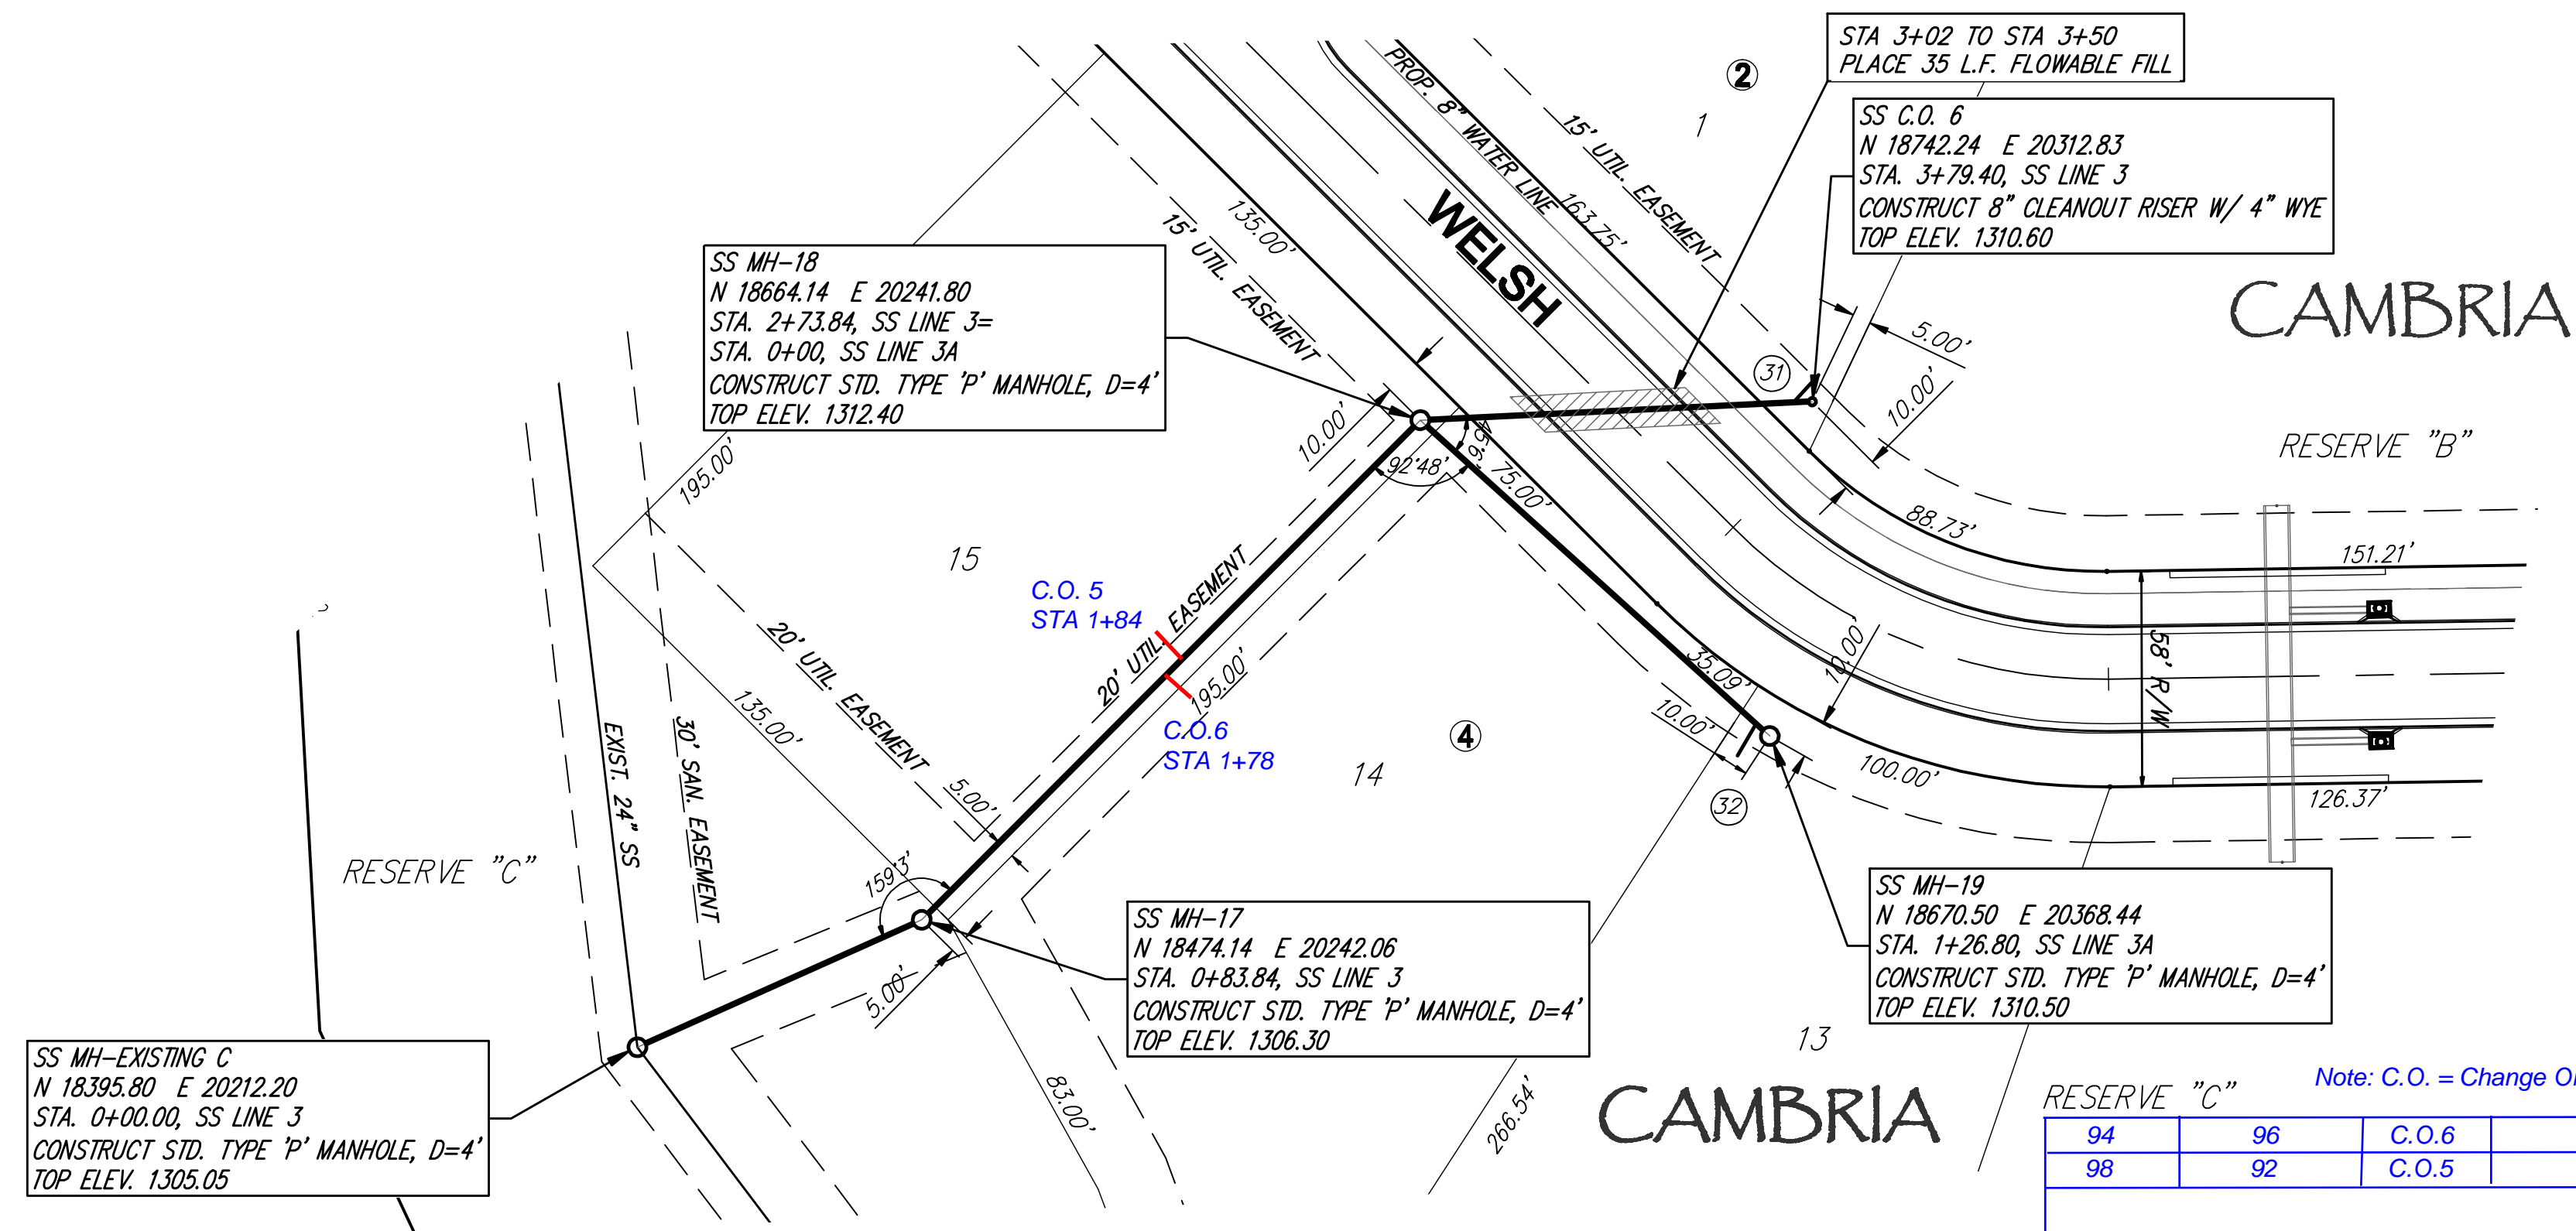 STA 3+02 TO STA 3+50
PLACE 35 L.F. FLOWABLE FILL
SS C.O. 6
N 18742.24 E 20312.83
STA. 3+79.40, SS LINE 3
CONSTRUCT 8" CLEANOUT RISER W/ 4" WYE
TOP ELEV. 1310.60
2
1
PROP. 8" WATER LINE
163.75'
15' UTIL. EASEMENT
WELSH
135.00'
15' UTIL. EASEMENT
SS MH-18
N 18664.14 E 20241.80
STA. 2+73.84, SS LINE 3=
STA. 0+00, SS LINE 3A
CONSTRUCT STD. TYPE 'P' MANHOLE, D=4'
TOP ELEV. 1312.40
CAMBRIA
5.00'
10.00'
31
RESERVE "B"
195.00'
10.00'
45°6'
92°48'
75.00'
88.73'
151.21'
58' R/W
15
C.O. 5
STA 1+84
20' UTIL. EASEMENT
195.00'
C.O.6
STA 1+78
20' UTIL. EASEMENT
135.00'
5.00'
4
14
35.09'
10.00'
10.00'
32
100.00'
126.37'
EXIST. 24" SS
30' SAN. EASEMENT
RESERVE "C"
159°3'
5.00'
SS MH-17
N 18474.14 E 20242.06
STA. 0+83.84, SS LINE 3
CONSTRUCT STD. TYPE 'P' MANHOLE, D=4'
TOP ELEV. 1306.30
SS MH-19
N 18670.50 E 20368.44
STA. 1+26.80, SS LINE 3A
CONSTRUCT STD. TYPE 'P' MANHOLE, D=4'
TOP ELEV. 1310.50
SS MH-EXISTING C
N 18395.80 E 20212.20
STA. 0+00.00, SS LINE 3
CONSTRUCT STD. TYPE 'P' MANHOLE, D=4'
TOP ELEV. 1305.05
83.00'
266.54'
13
CAMBRIA
RESERVE "C"
Note: C.O. = Change
94 96 C.O.6
98 92 C.O.5